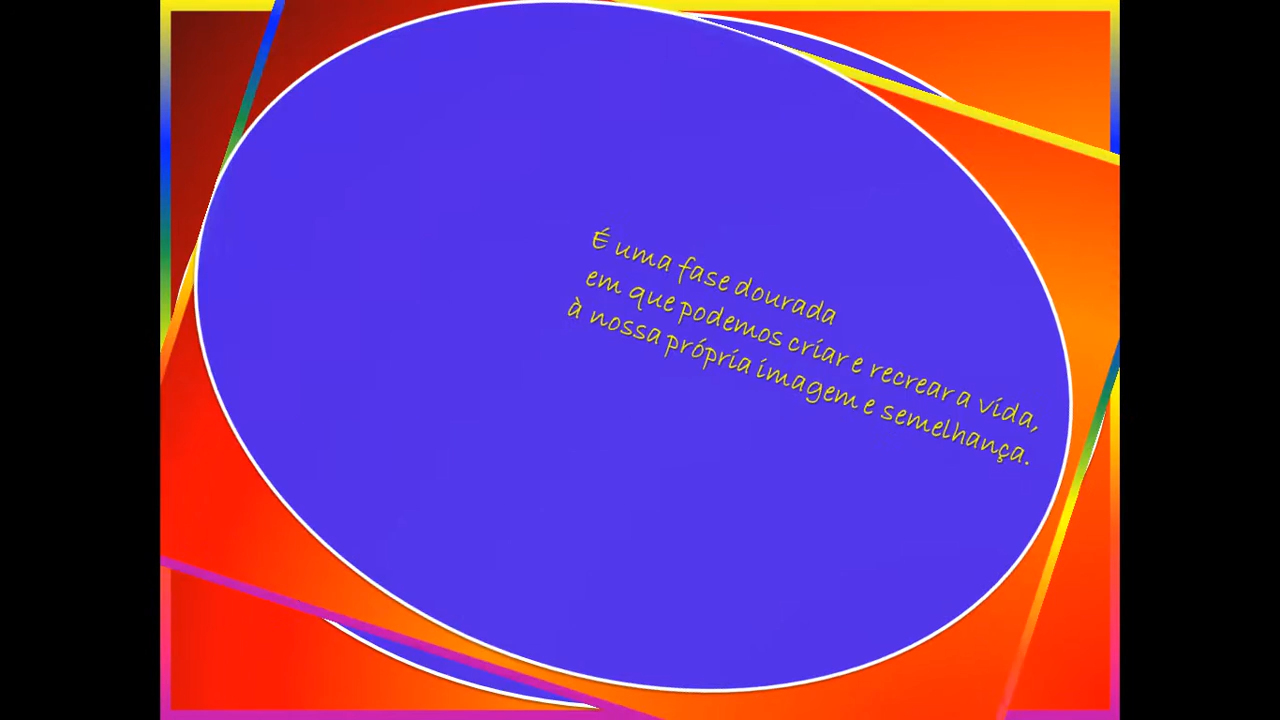 É uma fase dourada
em que podemos criar e recrear a vida,
à nossa própria imagem e semelhança.